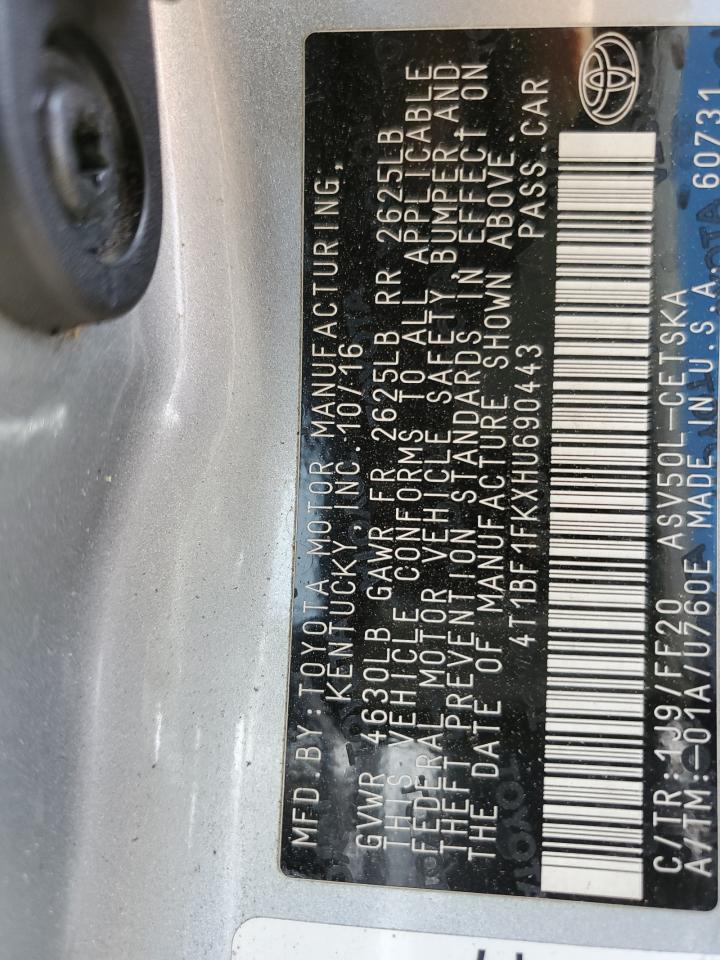 MFD.BY:TOYOTA MOTOR MANUFACTURING,
KENTUCKY,INC. 10/16
GVWR 4630LB GAWR FR 2625LB RR 2625LB
THIS VEHICLE CONFORMS TO ALL APPLICABLE
FEDERAL MOTOR VEHICLE SAFETY, BUMPER, AND
THEFT PREVENTION STANDARDS IN EFFECT ON
THE DATE OF MANUFACTURE SHOWN ABOVE.
4T1BF1FKXHU690443 PASS.CAR
C/TR:1J9/FF20 ASV50L-CETSKA 60731
A/TM:-01A/U760E MADE IN U.S.A.